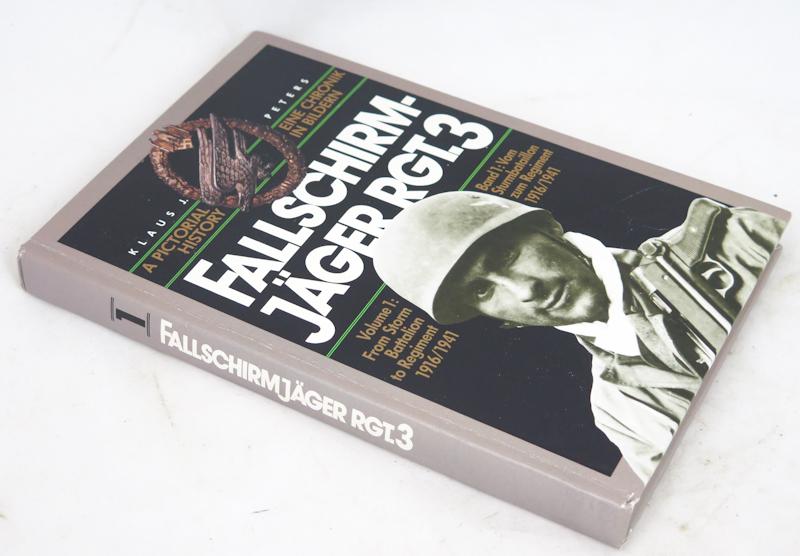 KLAUS J. PETERS
A PICTORIAL
HISTORY
EINE CHRONIK
IN BILDERN
FALLSCHIRM-
JÄGER RGT.3
Volume 1:
From Storm
Battalion
to Regiment
1916/1941
Band 1: Vom
Sturmbataillon
zum Regiment
1916/1941
1
FALLSCHIRMJÄGER RGT.3